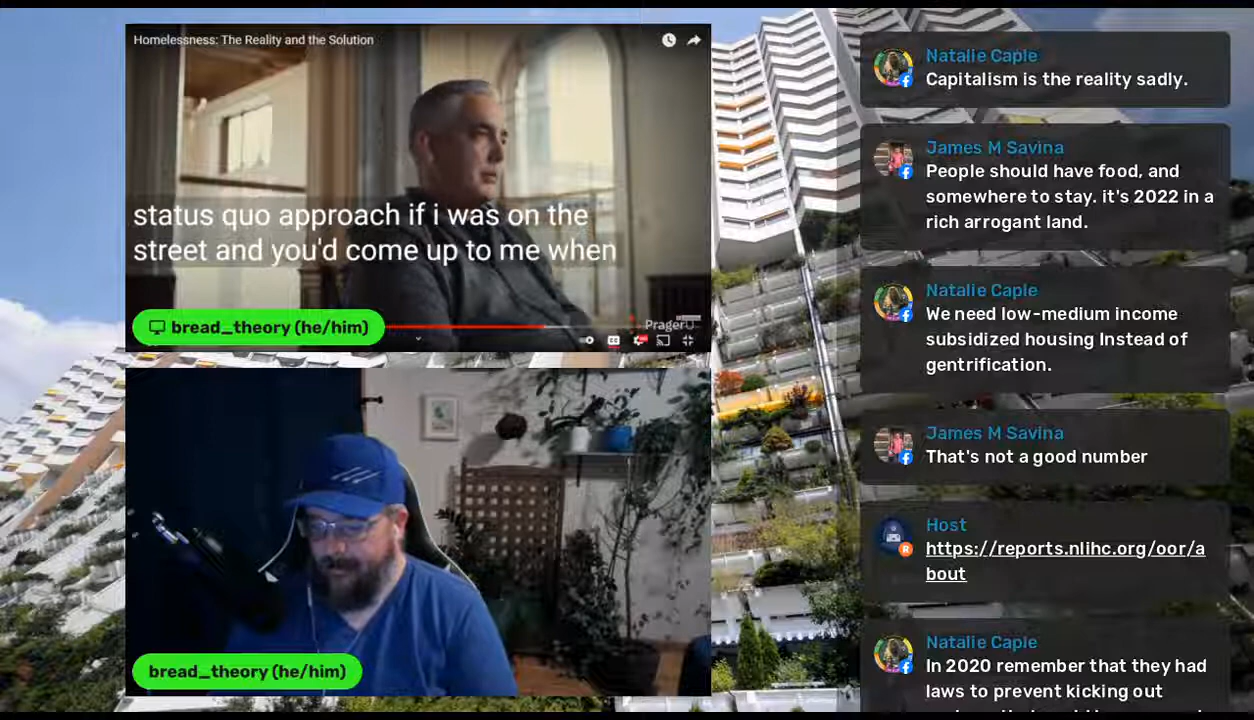 Homelessness: The Reality and the Solution
status quo approach if i was on the
street and you'd come up to me when
bread_theory (he/him)
PragerU
bread_theory (he/him)
Natalie Caple
Capitalism is the reality sadly.
James M Savina
People should have food, and
somewhere to stay. it's 2022 in a
rich arrogant land.
Natalie Caple
We need low-medium income
subsidized housing Instead of
gentrification.
James M Savina
That's not a good number
Host
https://reports.nlihc.org/oor/a
bout
Natalie Caple
In 2020 remember that they had
laws to prevent kicking out